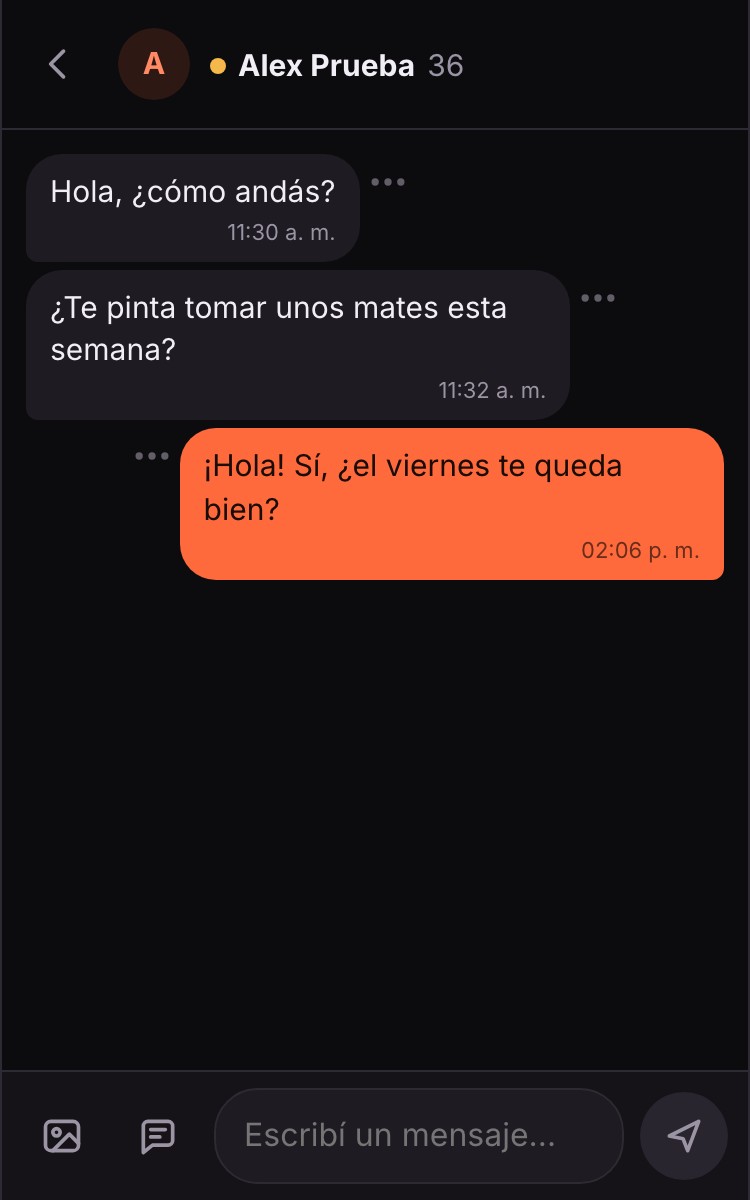 A
Alex Prueba 36
Hola, ¿cómo andás?
11:30 a. m.
¿Te pinta tomar unos mates esta
semana?
11:32 a. m.
¡Hola! Sí, ¿el viernes te queda
bien?
02:06 p. m.
Escribí un mensaje...